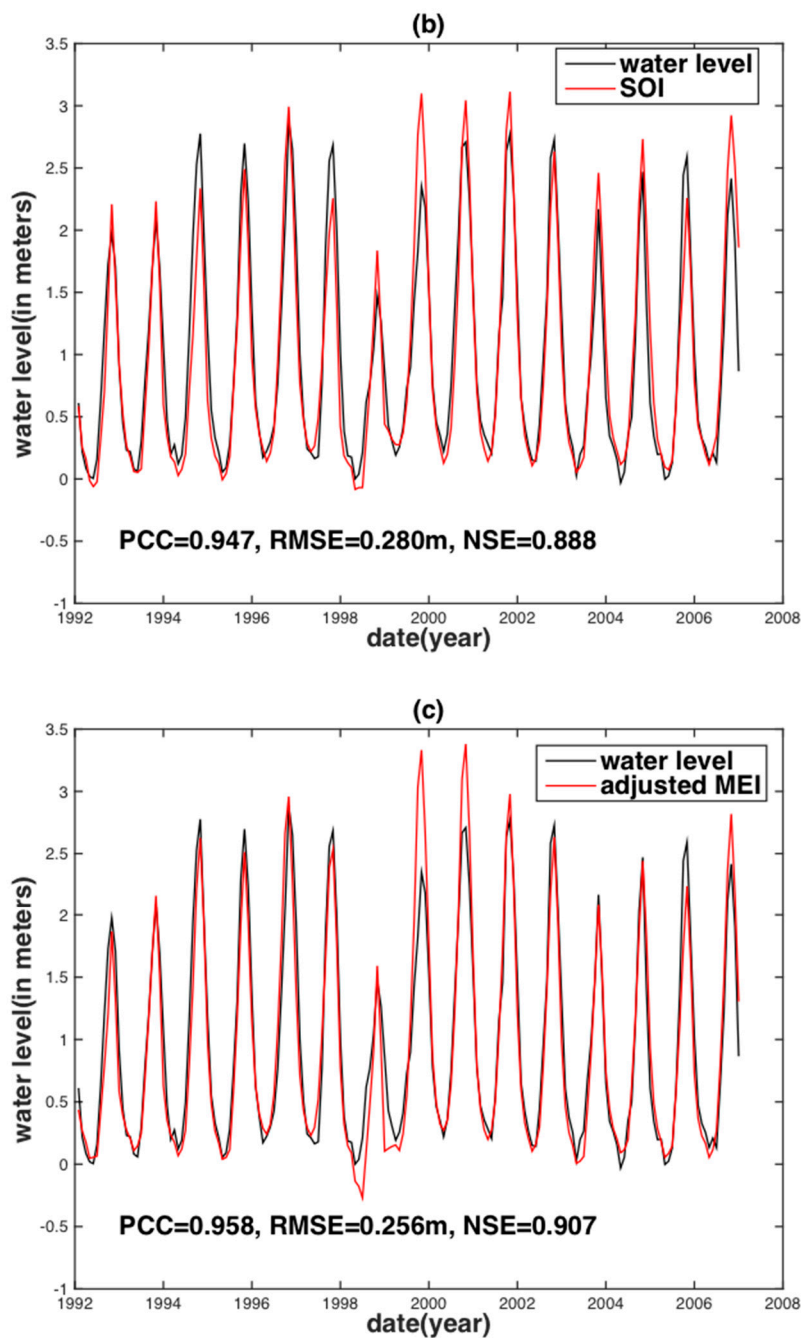 (b)
water level
SOI
3.5
3
2.5
2
1.5
1
0.5
0
-0.5
-1
water level(in meters)
PCC=0.947, RMSE=0.280m, NSE=0.888
1992 1994 1996 1998 2000 2002 2004 2006 2008
date(year)
(c)
water level
adjusted MEI
3.5
3
2.5
2
1.5
1
0.5
0
-0.5
-1
water level(in meters)
PCC=0.958, RMSE=0.256m, NSE=0.907
1992 1994 1996 1998 2000 2002 2004 2006 2008
date(year)